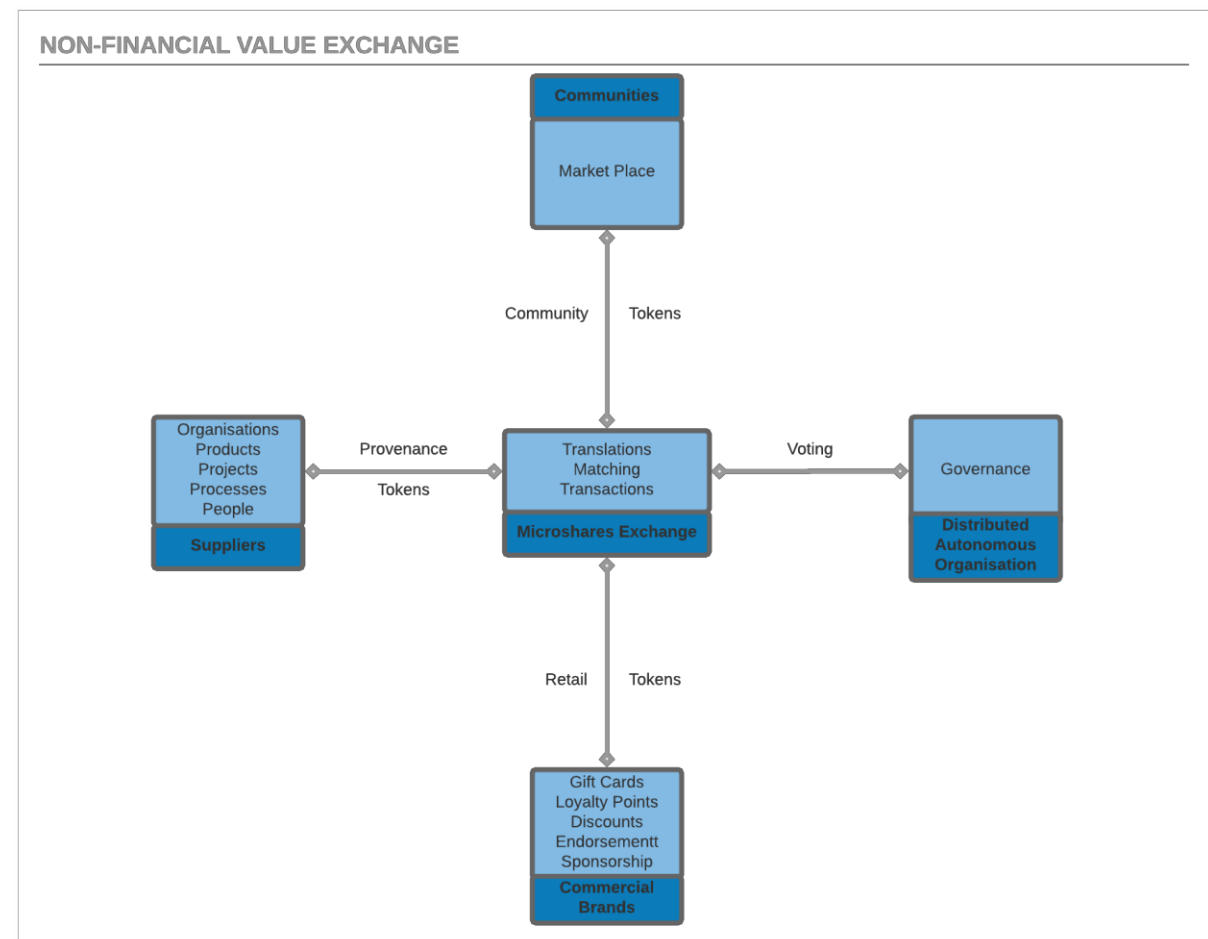 NON-FINANCIAL VALUE EXCHANGE
Communities
Market Place
Community Tokens
Organisations
Products
Projects
Processes
People
Suppliers
Provenance
Tokens
Translations
Matching
Transactions
Microshares Exchange
Voting
Governance
Distributed
Autonomous
Organisation
Retail Tokens
Gift Cards
Loyalty Points
Discounts
Endorsementt
Sponsorship
Commercial
Brands